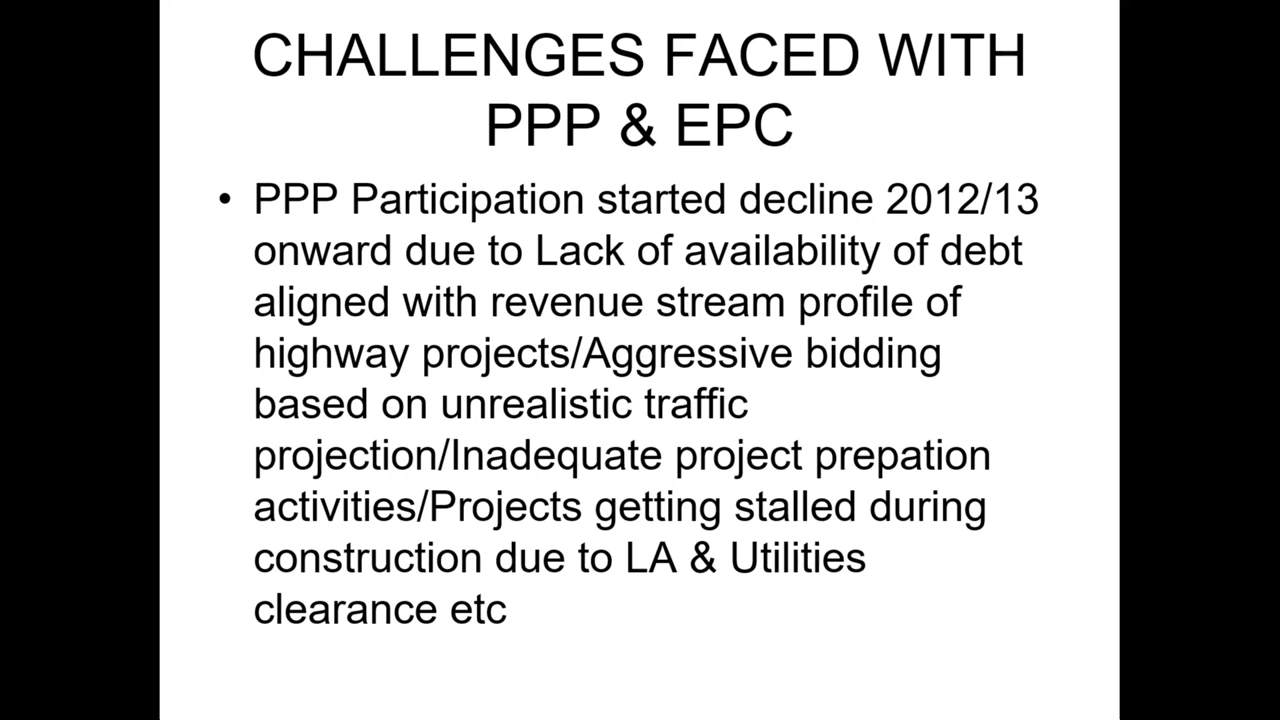 CHALLENGES FACED WITH
PPP & EPC
• PPP Participation started decline 2012/13
onward due to Lack of availability of debt
aligned with revenue stream profile of
highway projects/Aggressive bidding
based on unrealistic traffic
projection/Inadequate project prepation
activities/Projects getting stalled during
construction due to LA & Utilities
clearance etc